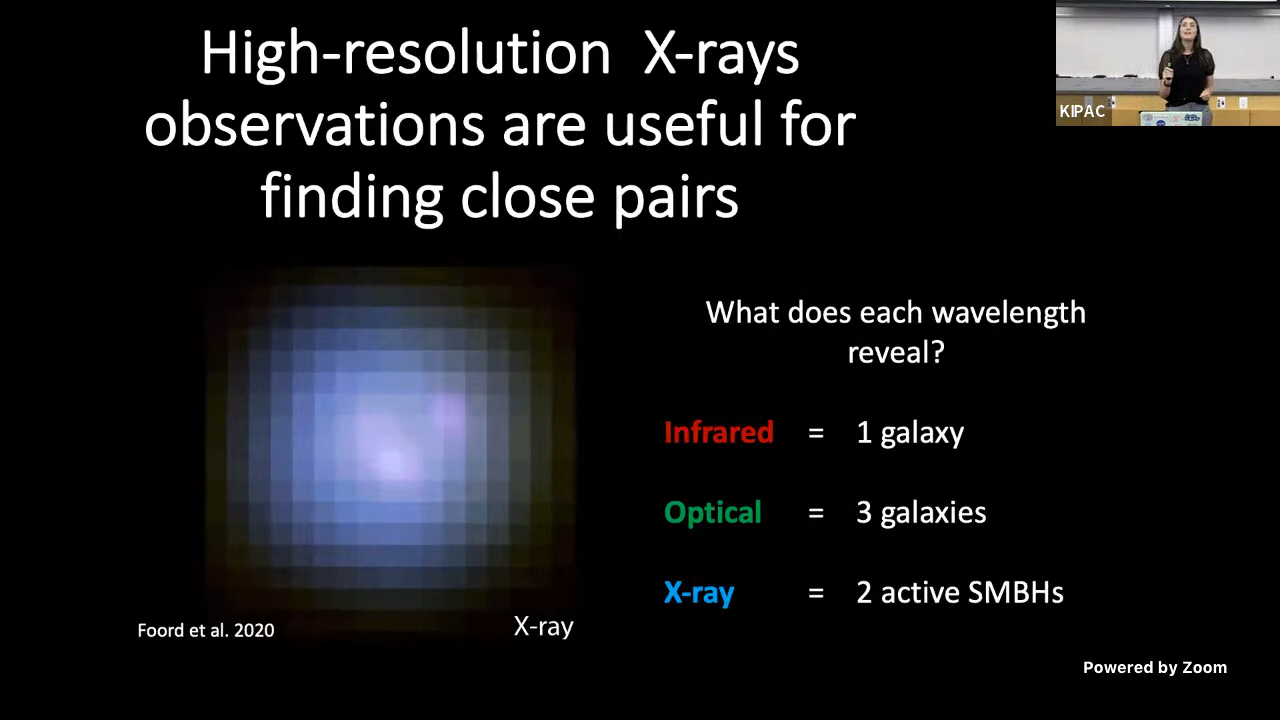 High-resolution  X-rays
observations are useful for
finding close pairs
KIPAC
What does each wavelength
reveal?
Infrared = 1 galaxy
Optical = 3 galaxies
X-ray = 2 active SMBHs
Foord et al. 2020
X-ray
Powered by Zoom